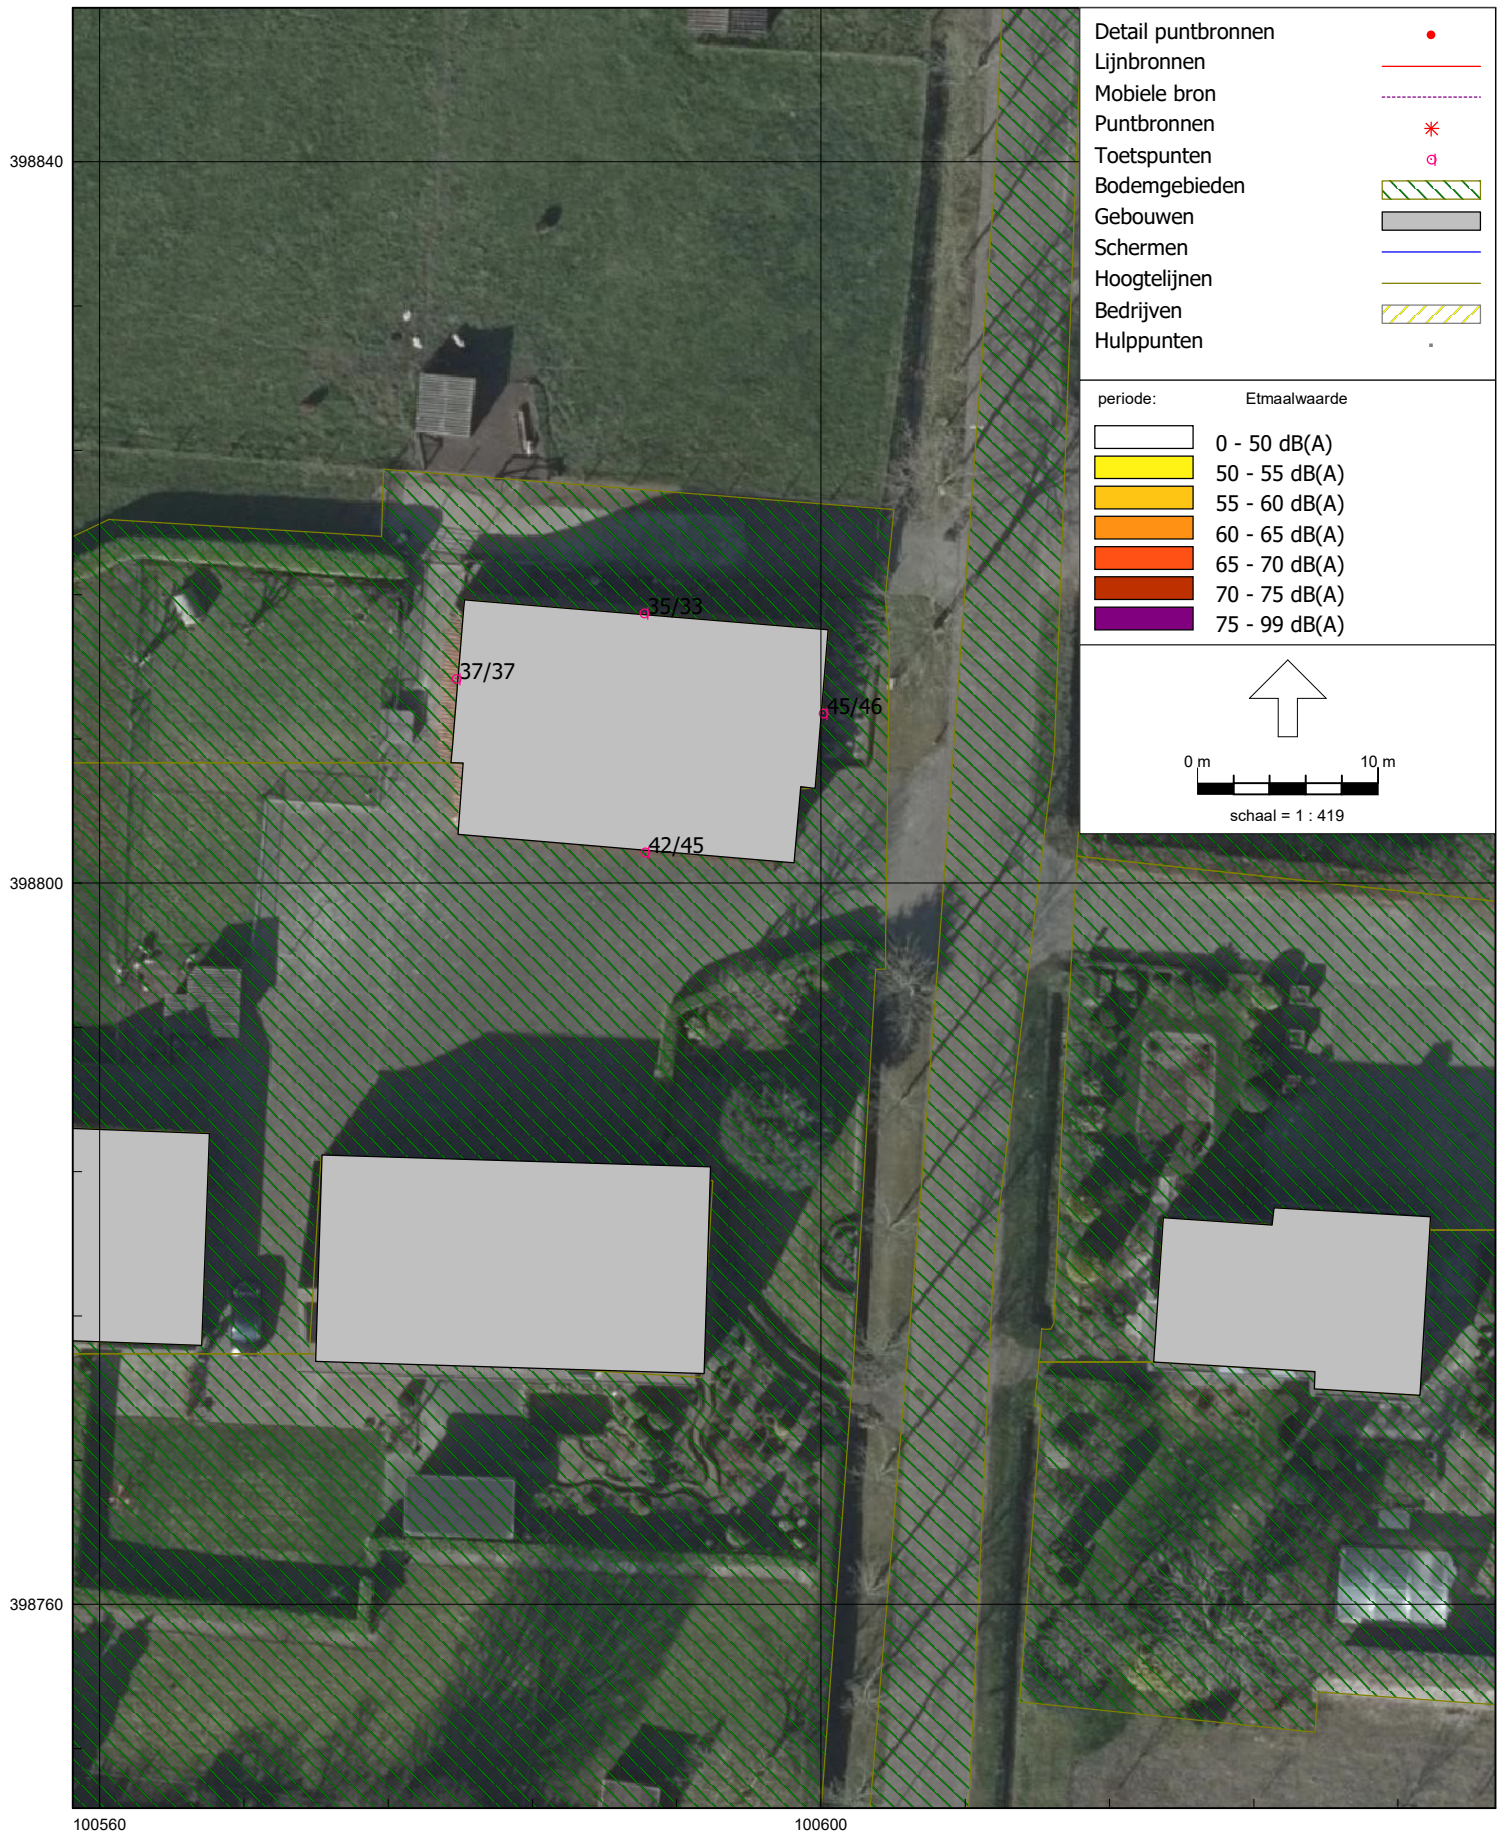 Detail puntbronnen
Lijnbronnen
Mobiele bron
Puntbronnen
Toetspunten
Bodemgebieden
Gebouwen
Schermen
Hoogtelijnen
Bedrijven
Hulppunten
periode: Etmaalwaarde
0 - 50 dB(A)
50 - 55 dB(A)
55 - 60 dB(A)
60 - 65 dB(A)
65 - 70 dB(A)
70 - 75 dB(A)
75 - 99 dB(A)
0 m 10 m
schaal = 1 : 419
398840
35/33
37/37
45/46
42/45
398800
398760
100560 100600